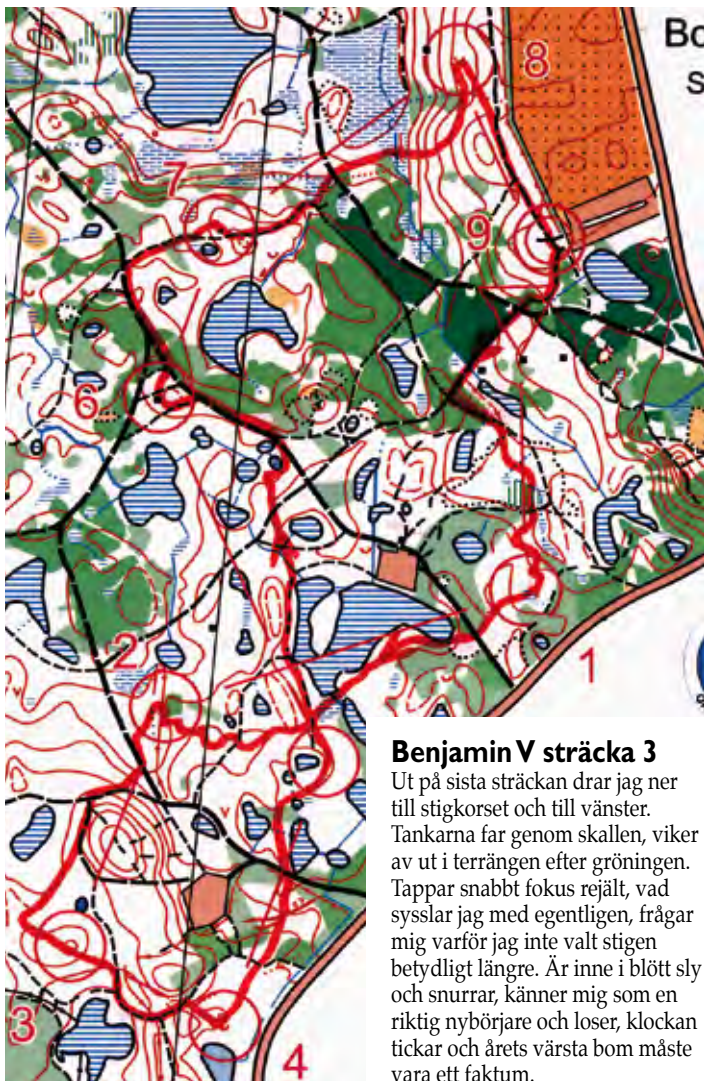 Bo
s
8
7
9
6
2
1
3
4
Benjamin V sträcka 3
Ut på sista sträckan drar jag ner
till stigkorset och till vänster.
Tankarna far genom skallen, viker
av ut i terrängen efter gröningen.
Tappar snabbt fokus rejält, vad
sysslar jag med egentligen, frågar
mig varför jag inte valt stigen
betydligt längre. Är inne i blött sly
och snurrar, känner mig som en
riktig nybörjare och loser, klockan
tickar och årets värsta bom måste
vara ett faktum.